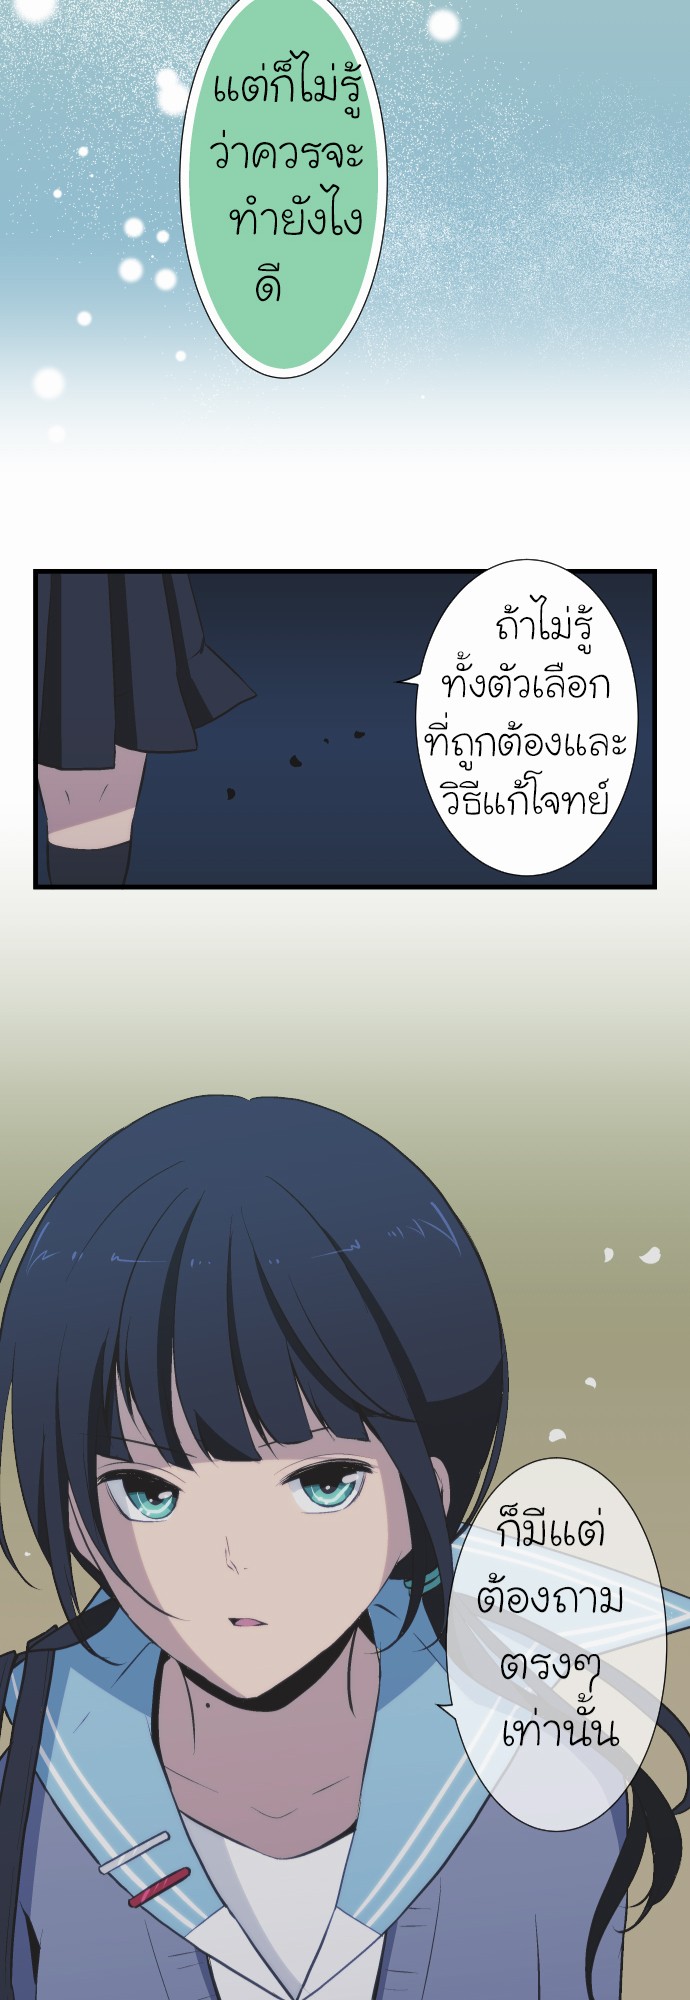 แต่ก็ไม่รู้
ว่าควรจะ
ทำยังไง
ดี
ถ้าไม่รู้
ทั้งตัวเลือก
ที่ถูกต้องและ
วิธีแก้โจทย์
ก็มีแต่
ต้องถาม
ตรงๆ
เท่านั้น